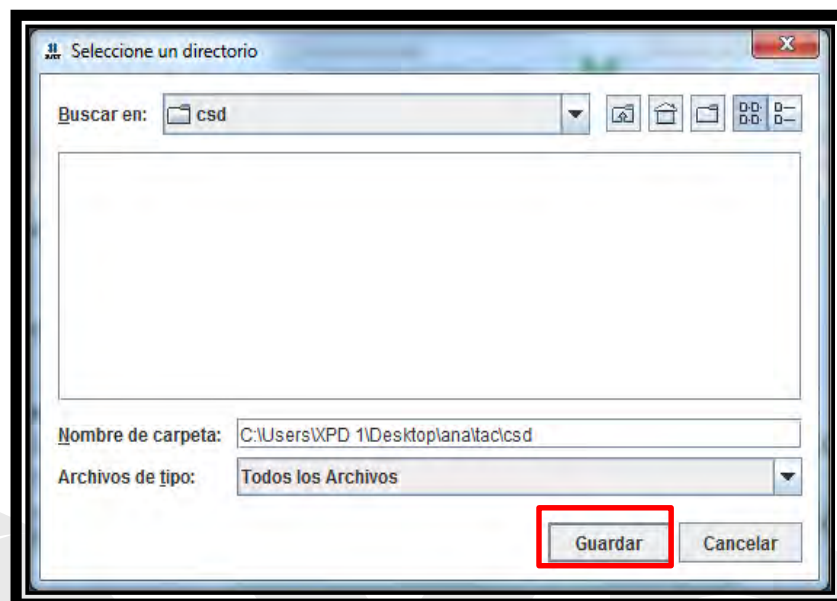 Seleccione un directorio
Buscar en: csd
Nombre de carpeta: C:\Users\XPD 1\Desktop\ana\tac\csd
Archivos de tipo: Todos los Archivos
Guardar Cancelar